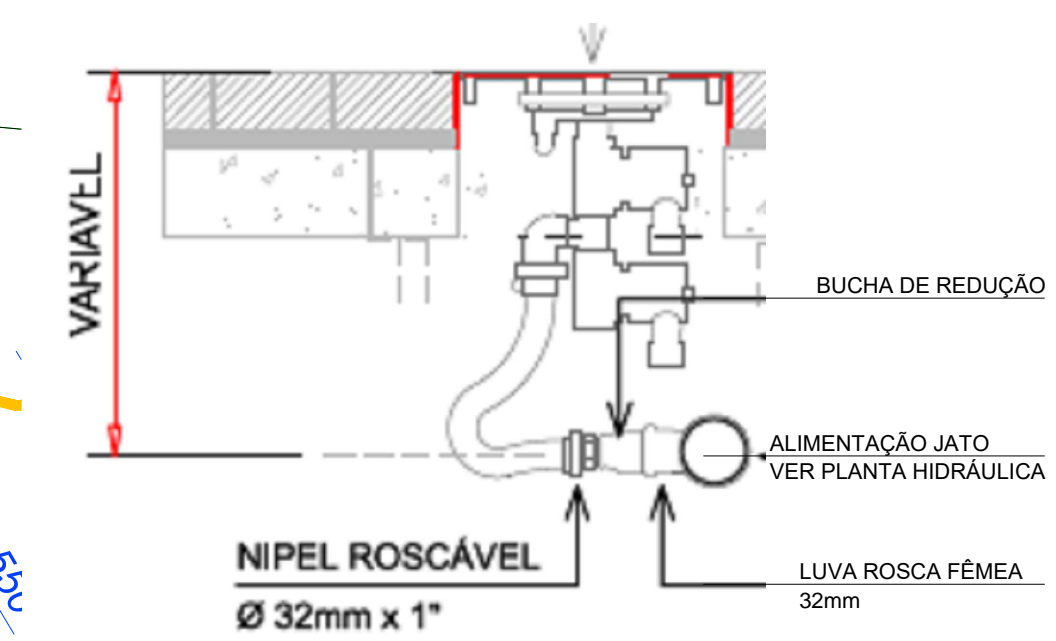 VARIAVEL
BUCHA DE REDUÇÃO
ALIMENTAÇÃO JATO
VER PLANTA HIDRÁULICA
NIPEL ROSCÁVEL
Ø 32mm x 1"
LUVA ROSCA FÊMEA
32mm